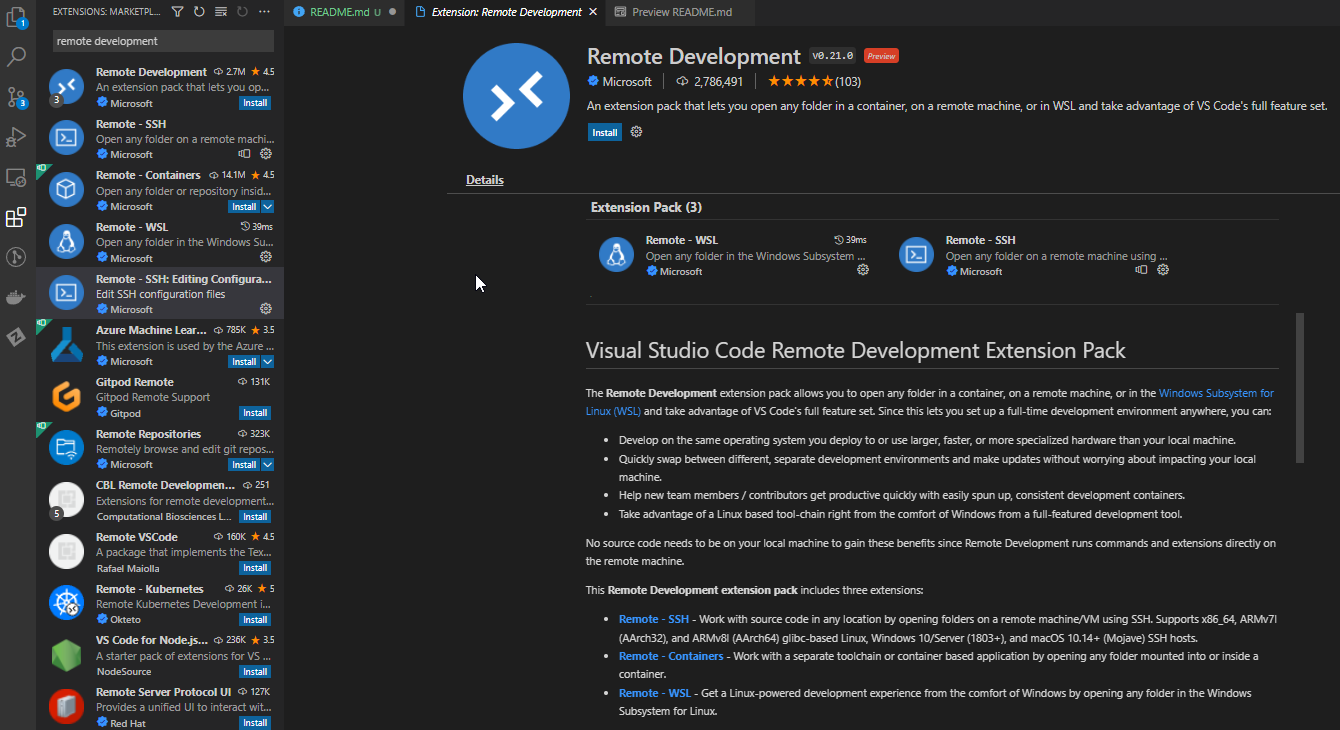 EXTENSIONS: MARKETPL...
remote development
1
3
Remote Development 2.7M 4.5
An extension pack that lets you op...
3
Microsoft Install
Remote - SSH
Open any folder on a remote machi...
Microsoft
Remote - Containers 14.1M 4.5
Open any folder or repository insid...
Microsoft Install
Remote - WSL 39ms
Open any folder in the Windows Su...
Microsoft
Remote - SSH: Editing Configura...
Edit SSH configuration files
Microsoft
Azure Machine Lear... 785K 3.5
This extension is used by the Azure ...
Microsoft Install
Gitpod Remote 131K
Gitpod Remote Support
Gitpod Install
Remote Repositories 323K
Remotely browse and edit git repos...
Microsoft Install
CBL Remote Developmen... 251
Extensions for remote development...
5
Computational Biosciences L... Install
Remote VSCode 160K 4.5
A package that implements the Tex...
Rafael Maiolla Install
Remote - Kubernetes 26K 5
Remote Kubernetes Development i...
Okteto Install
VS Code for Node.js... 236K 3.5
A starter pack of extensions for VS ...
NodeSource Install
Remote Server Protocol UI 127K
Provides a unified UI to interact wit...
Red Hat Install
README.md U
Extension: Remote Development
Preview README.md
Remote Development v0.21.0 Preview
Microsoft 2,786,491 (103)
An extension pack that lets you open any folder in a container, on a remote machine, or in WSL and take advantage of VS Code's full feature set.
Install
Details
Extension Pack (3)
Remote - WSL 39ms
Open any folder in the Windows Subsystem ...
Microsoft
Remote - SSH
Open any folder on a remote machine using ...
Microsoft
Visual Studio Code Remote Development Extension Pack
The Remote Development extension pack allows you to open any folder in a container, on a remote machine, or in the Windows Subsystem for
Linux (WSL) and take advantage of VS Code's full feature set. Since this lets you set up a full-time development environment anywhere, you can:
• Develop on the same operating system you deploy to or use larger, faster, or more specialized hardware than your local machine.
• Quickly swap between different, separate development environments and make updates without worrying about impacting your local
machine.
• Help new team members / contributors get productive quickly with easily spun up, consistent development containers.
• Take advantage of a Linux based tool-chain right from the comfort of Windows from a full-featured development tool.
No source code needs to be on your local machine to gain these benefits since Remote Development runs commands and extensions directly on
the remote machine.
This Remote Development extension pack includes three extensions:
• Remote - SSH - Work with source code in any location by opening folders on a remote machine/VM using SSH. Supports x86_64, ARMv7l
(AArch32), and ARMv8l (AArch64) glibc-based Linux, Windows 10/Server (1803+), and macOS 10.14+ (Mojave) SSH hosts.
• Remote - Containers - Work with a separate toolchain or container based application by opening any folder mounted into or inside a
container.
• Remote - WSL - Get a Linux-powered development experience from the comfort of Windows by opening any folder in the Windows
Subsystem for Linux.